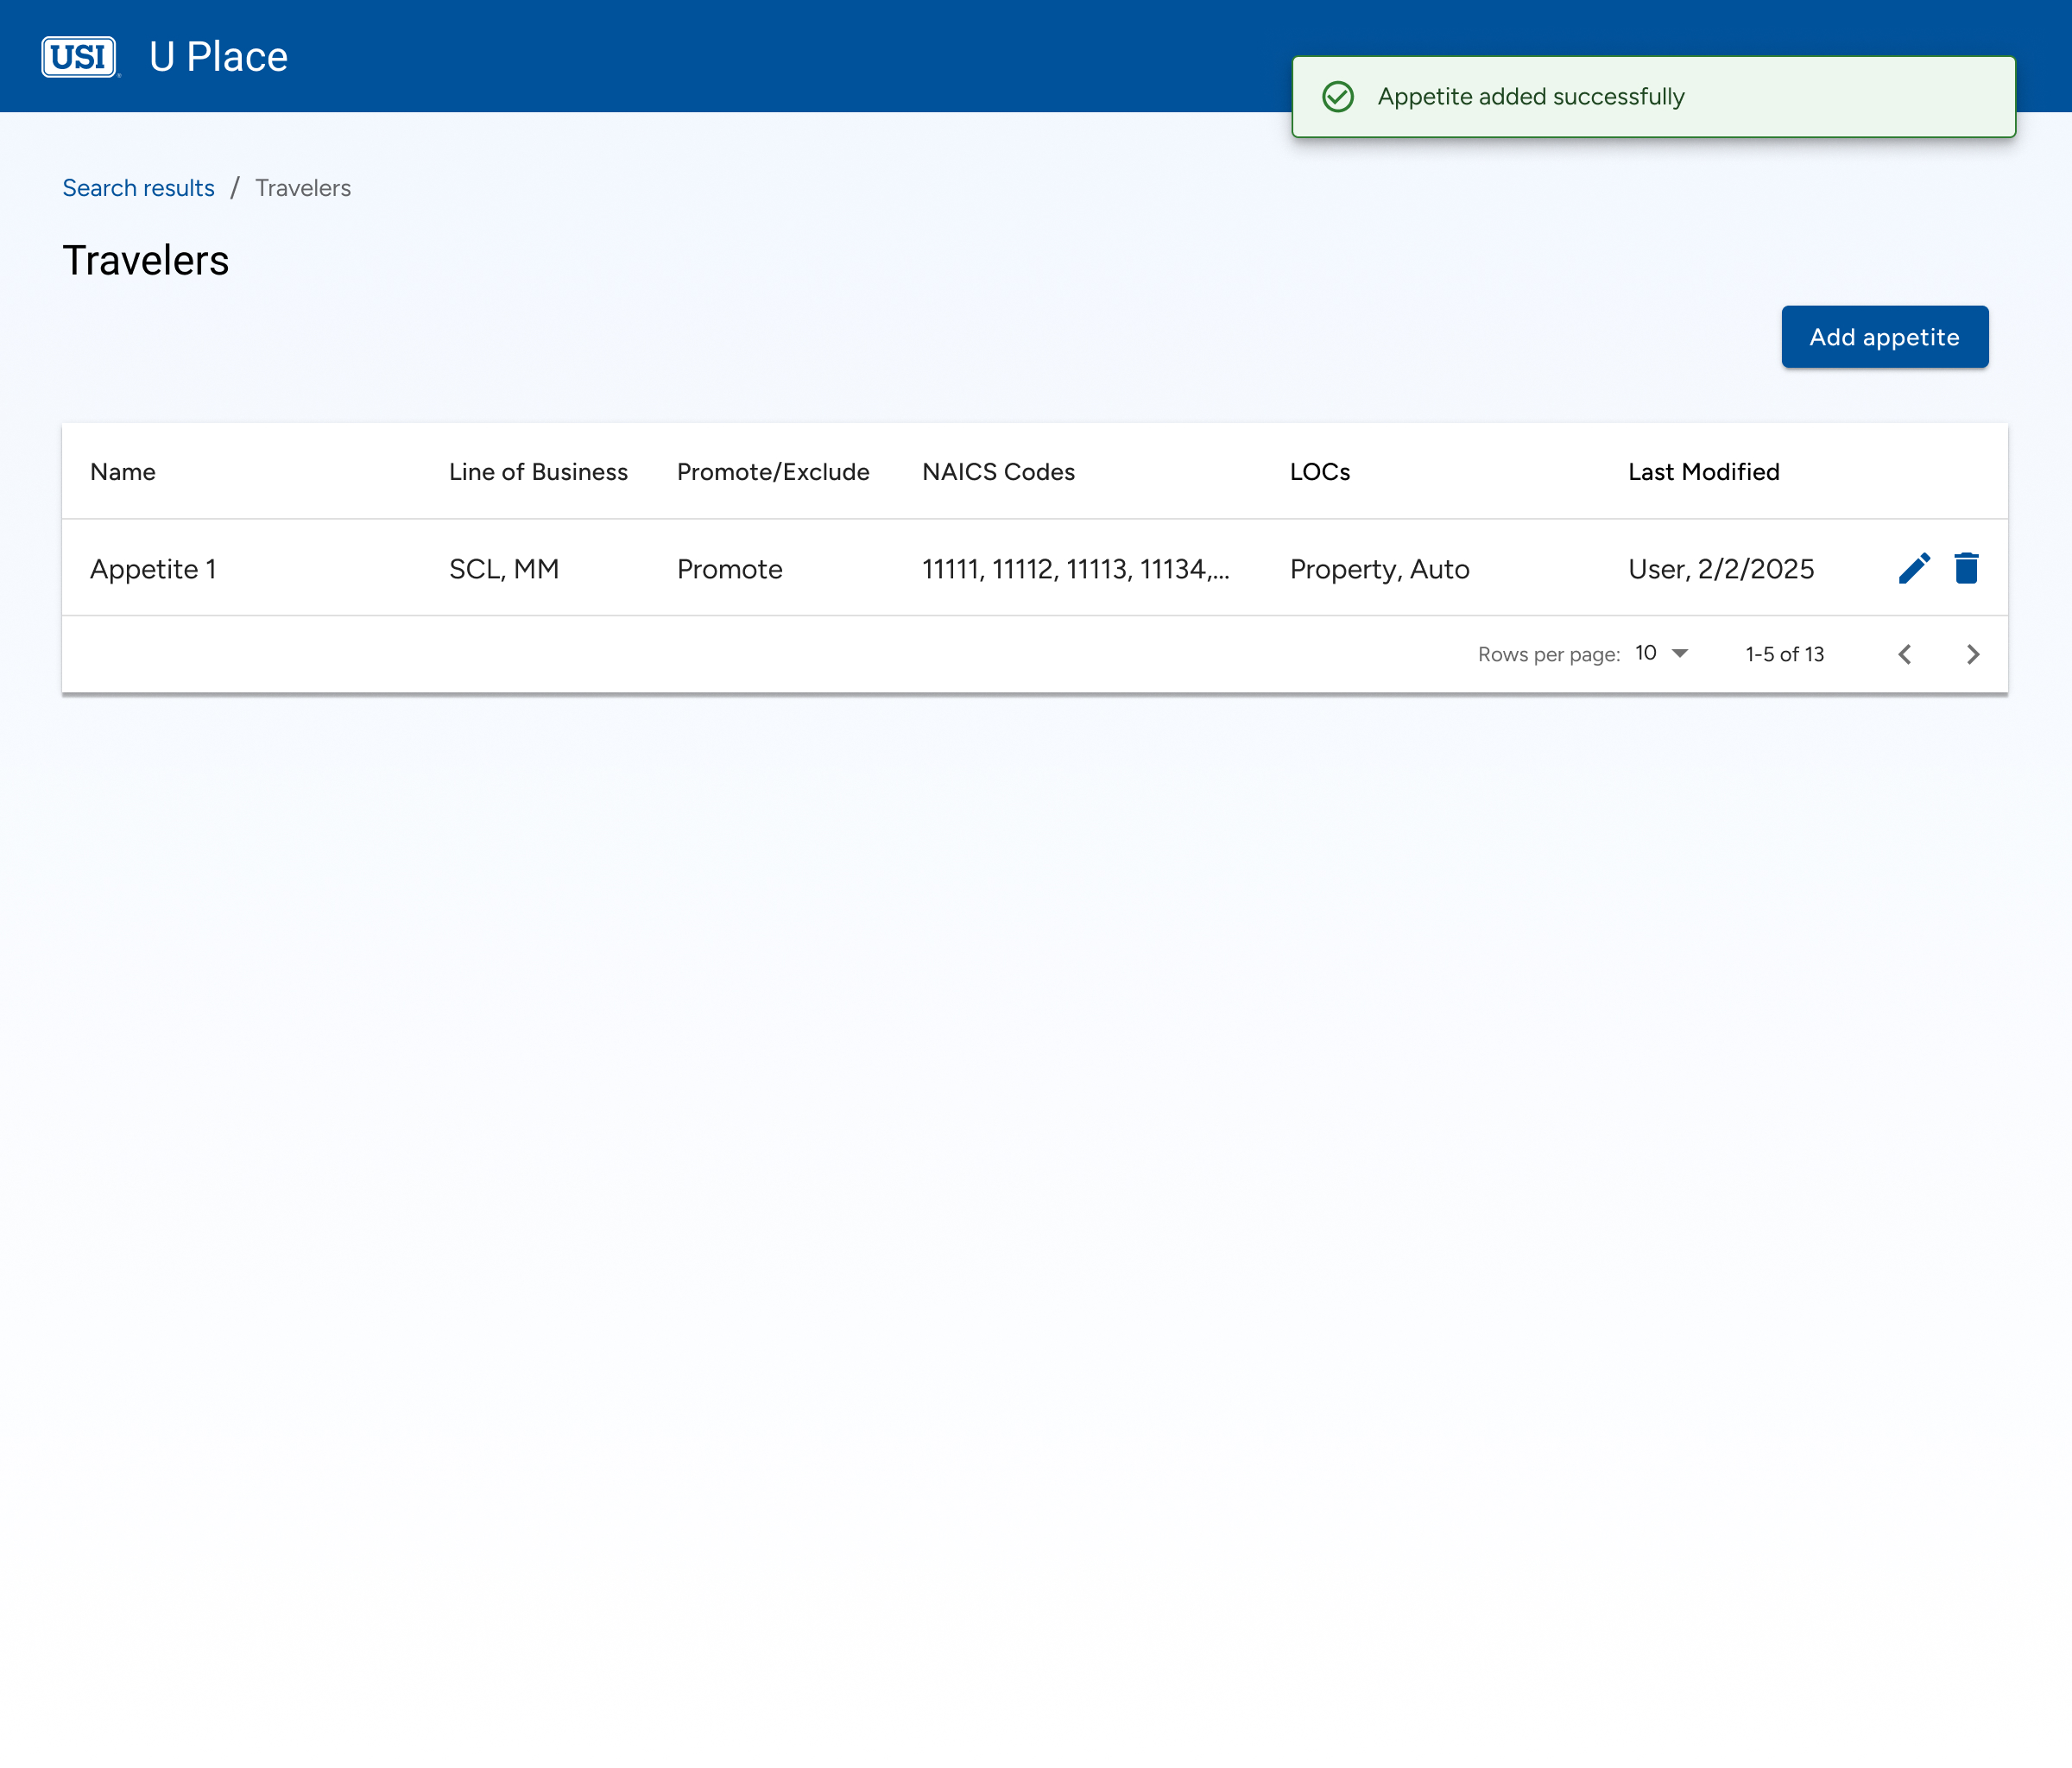 USI U Place
Appetite added successfully
Search results / Travelers
Travelers
Add appetite
Name Line of Business Promote/Exclude NAICS Codes LOCs Last Modified
Appetite 1 SCL, MM Promote 11111, 11112, 11113, 11134,... Property, Auto User, 2/2/2025
Rows per page: 10 1-5 of 13